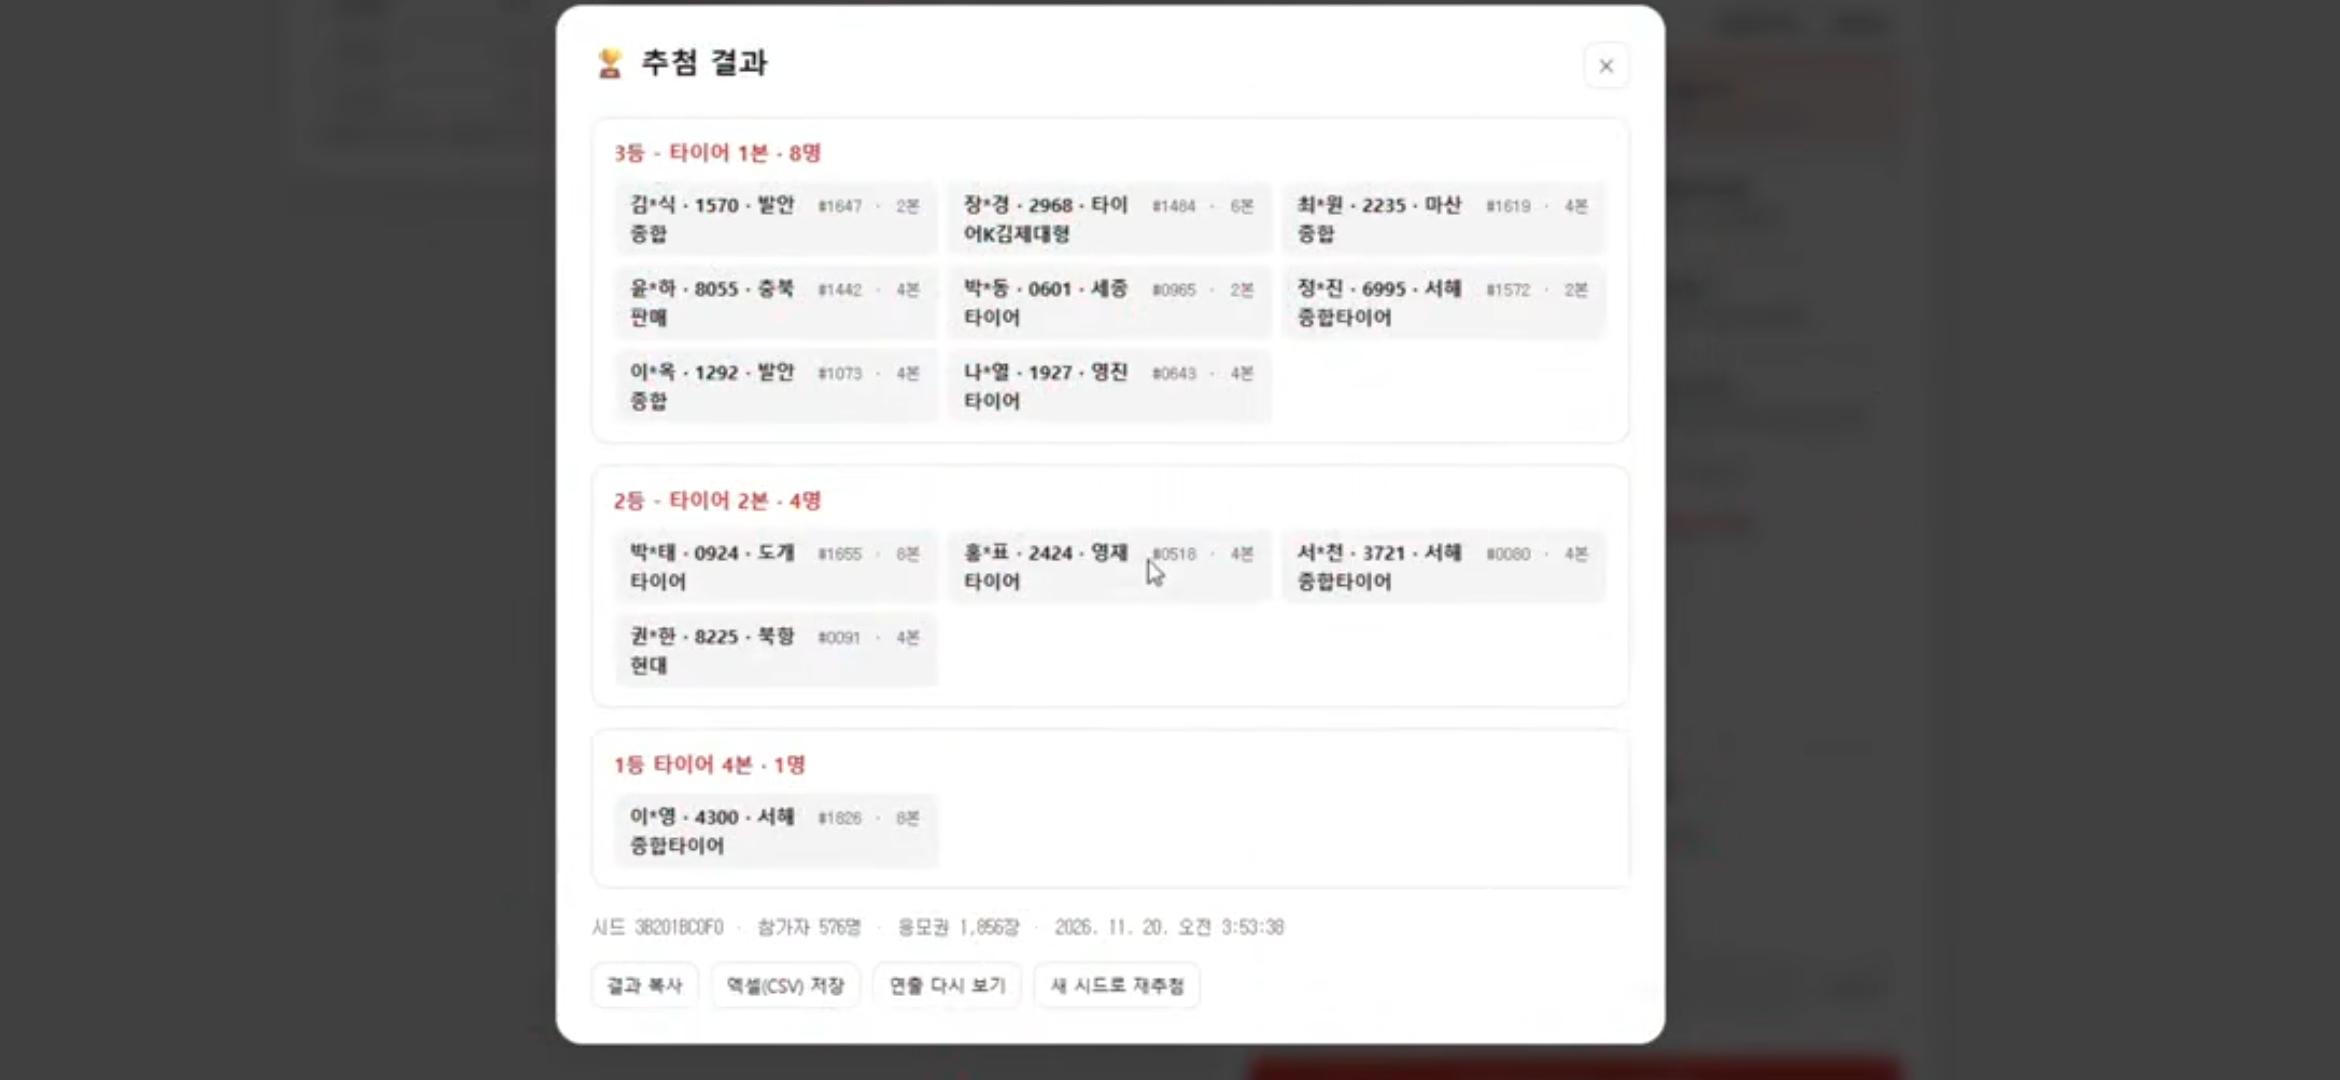 추첨 결과
3등 - 타이어 1본 · 8명
김*식 · 1570 · 발안 #1647 · 2본
종합
장*경 · 2968 · 타이 #1484 · 6본
어K김제대형
최*원 · 2235 · 마산 #1619 · 4본
종합
윤*하 · 8055 · 충북 #1442 · 4본
판매
박*동 · 0601 · 세종 #0965 · 2본
타이어
정*진 · 6995 · 서해 #1572 · 2본
종합타이어
이*옥 · 1292 · 발안 #1073 · 4본
종합
나*열 · 1927 · 영진 #0643 · 4본
타이어
2등 - 타이어 2본 · 4명
박*태 · 0924 · 도개 #1655 ·
타이어
홍*표 · 2424 · 영재 #0518 · 4본
타이어
서*천 · 3721 · 서해 #0080 · 4본
종합타이어
권*한 · 8225 · 북항 #0091 · 4본
현대
1등 타이어 4본 · 1명
이*영 · 4300 · 서해 #1826 ·
종합타이어
시드 3B201BC0F0 · 참가자 576명 · 응모권 1,856장 · 2026. 11. 20. 오전 3:53:38
결과 복사
엑셀(CSV) 저장
연출 다시 보기
새 시드로 재추첨